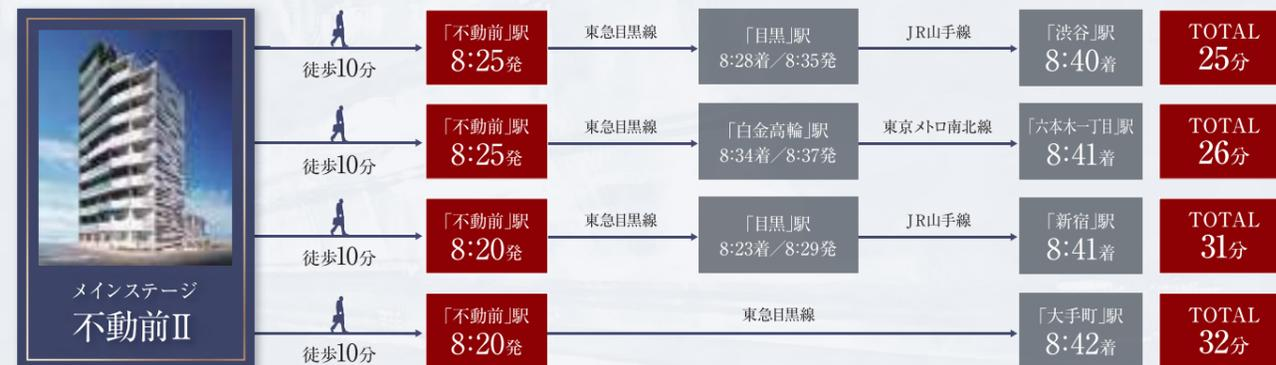 メインステージ
不動前Ⅱ
徒歩10分
「不動前」駅
8:25発
東急目黒線
「目黒」駅
8:28着／8:35発
JR山手線
「渋谷」駅
8:40着
TOTAL
25分
徒歩10分
「不動前」駅
8:25発
東急目黒線
「白金高輪」駅
8:34着／8:37発
東京メトロ南北線
「六本木一丁目」駅
8:41着
TOTAL
26分
徒歩10分
「不動前」駅
8:20発
東急目黒線
「目黒」駅
8:23着／8:29発
JR山手線
「新宿」駅
8:41着
TOTAL
31分
徒歩10分
「不動前」駅
8:20発
東急目黒線
「大手町」駅
8:42着
TOTAL
32分